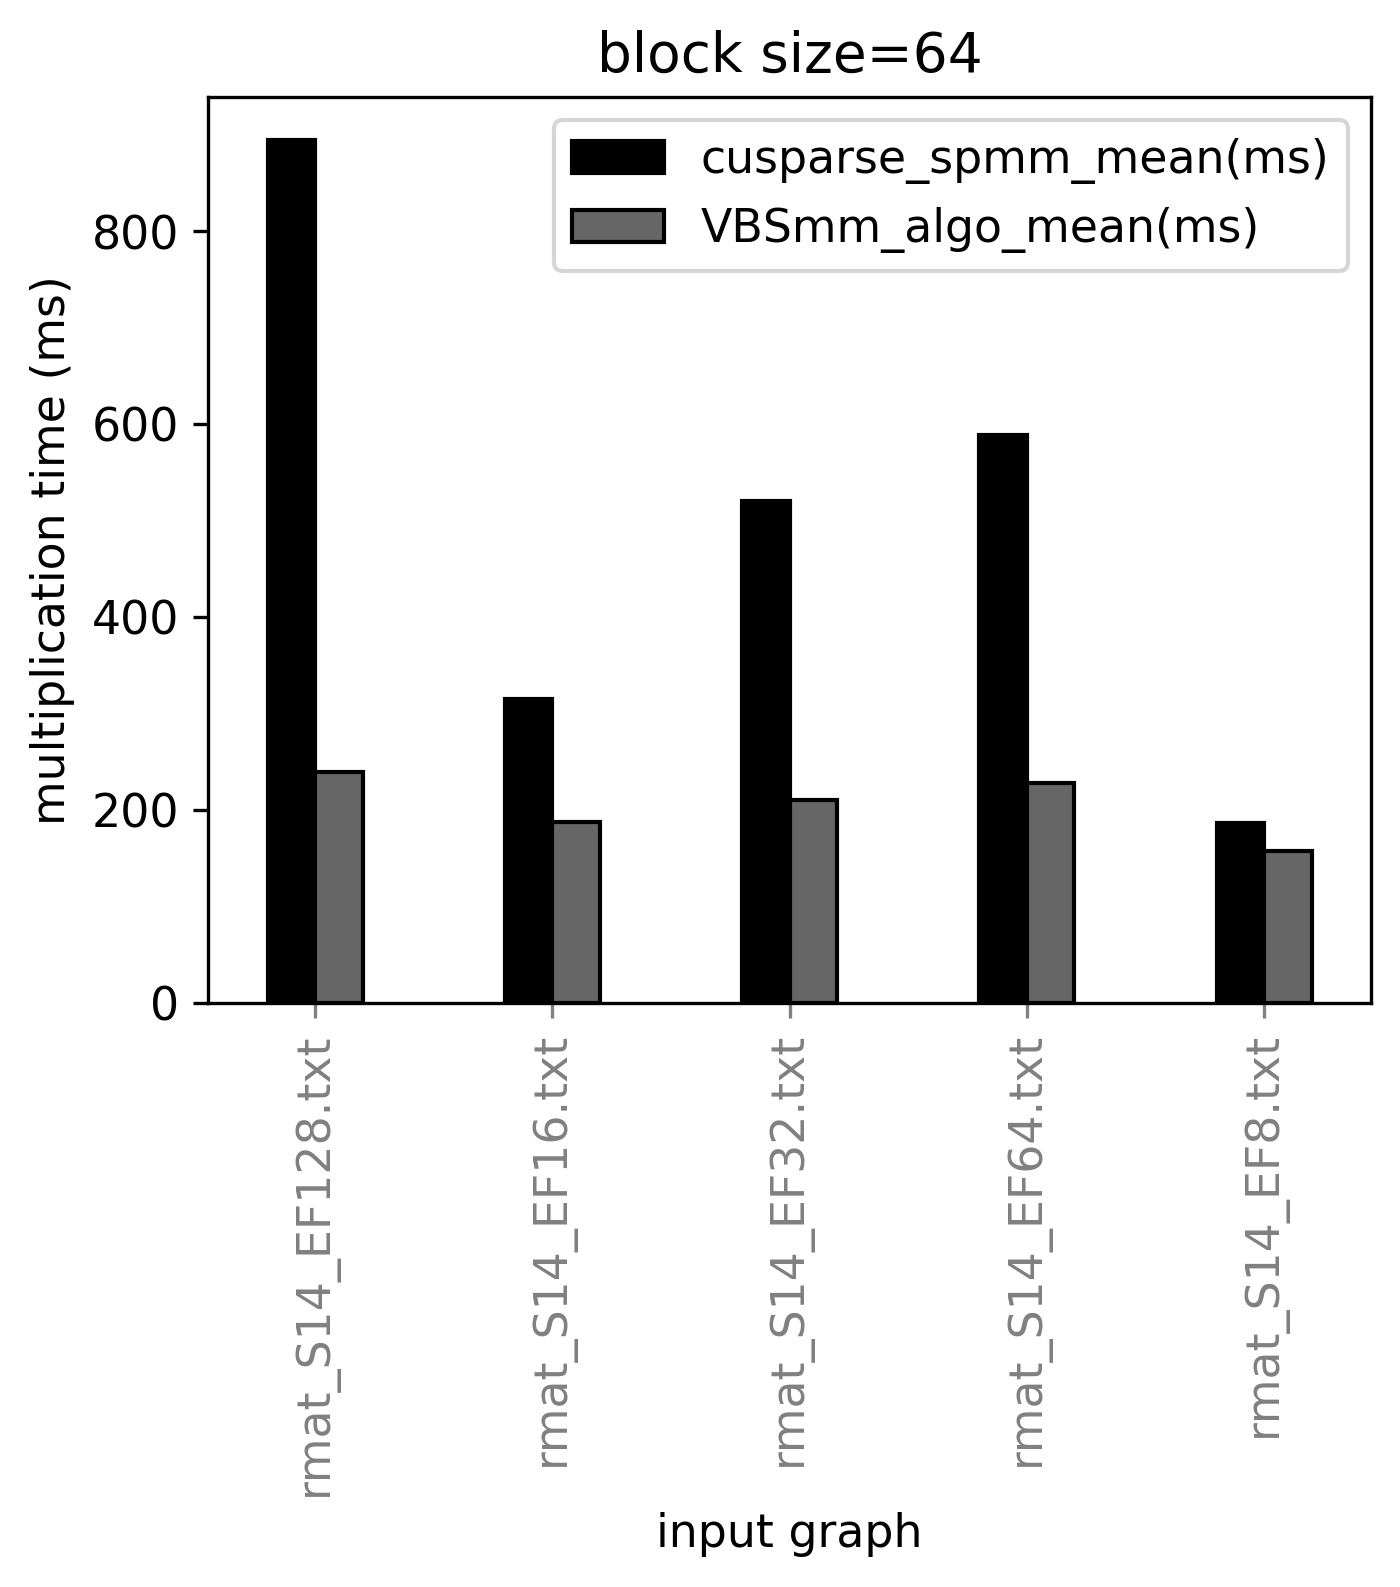 block size=64
cusparse_spmm_mean(ms)
VBSmm_algo_mean(ms)
multiplication time (ms)
800
600
400
200
0
rmat_S14_EF128.txt
rmat_S14_EF16.txt
rmat_S14_EF32.txt
rmat_S14_EF64.txt
rmat_S14_EF8.txt
input graph